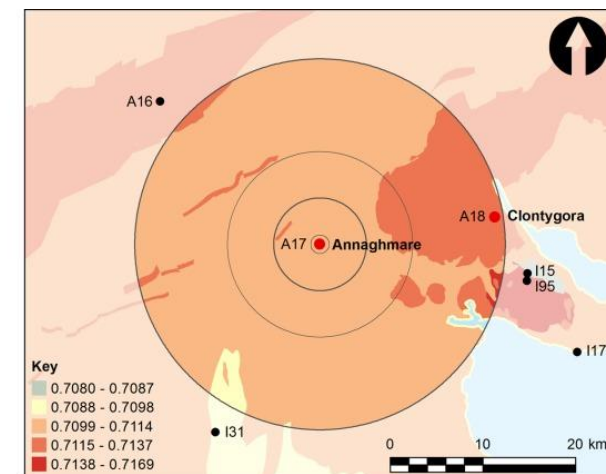 A16
A18 Clontygora
A17 Annaghmare
I15
I95
I17
I31
Key
0.7080 - 0.7087
0.7088 - 0.7098
0.7099 - 0.7114
0.7115 - 0.7137
0.7138 - 0.7169
0 10 20 km